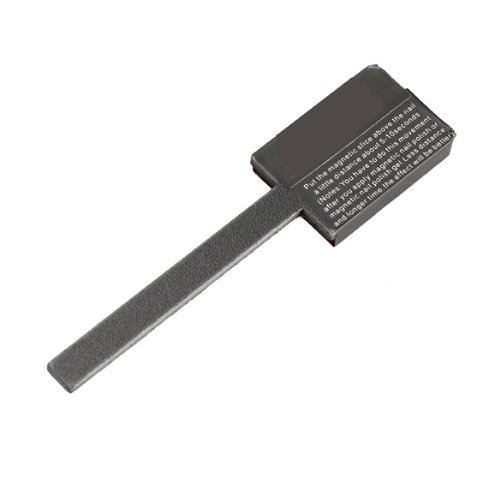 Put the magnetic slice above the nail
a little distance about 5-10seconds
(Notes:You have to do this movement
after you apply magnetic nail polish or
magnetic nail polish gel. Less distance
and longer time the effect will be better)